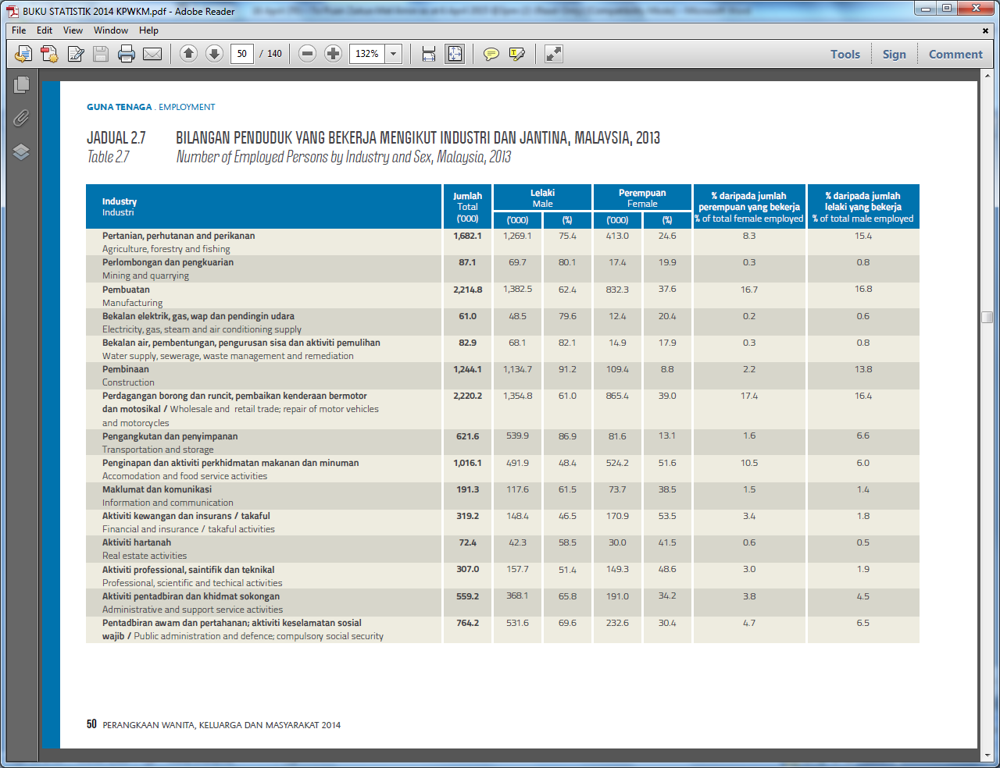 BUKU STATISTIK 2014 KPWKM.pdf - Adobe Reader
File Edit View Window Help
50 / 140 132% Tools Sign Comment
GUNA TENAGA . EMPLOYMENT
JADUAL 2.7 BILANGAN PENDUDUK YANG BEKERJA MENGIKUT INDUSTRI DAN JANTINA, MALAYSIA, 2013
Table 2.7 Number of Employed Persons by Industry and Sex, Malaysia, 2013
Industry
Industri
Jumlah
Total
('000)
Lelaki
Male
('000) (%)
Perempuan
Female
('000) (%)
% daripada jumlah
perempuan yang bekerja
% of total female employed
% daripada jumlah
lelaki yang bekerja
% of total male employed
Pertanian, perhutanan and perikanan 1,682.1 1,269.1 75.4 413.0 24.6 8.3 15.4
Agriculture, forestry and fishing
Perlombongan dan pengkuarian 87.1 69.7 80.1 17.4 19.9 0.3 0.8
Mining and quarrying
Pembuatan 2,214.8 1,382.5 62.4 832.3 37.6 16.7 16.8
Manufacturing
Bekalan elektrik, gas, wap dan pendingin udara 61.0 48.5 79.6 12.4 20.4 0.2 0.6
Electricity, gas, steam and air conditioning supply
Bekalan air, pembentungan, pengurusan sisa dan aktiviti pemulihan 82.9 68.1 82.1 14.9 17.9 0.3 0.8
Water supply, sewerage, waste management and remediation
Pembinaan 1,244.1 1,134.7 91.2 109.4 8.8 2.2 13.8
Construction
Perdagangan borong dan runcit, pembaikan kenderaan bermotor 2,220.2 1,354.8 61.0 865.4 39.0 17.4 16.4
dan motosikal / Wholesale and retail trade; repair of motor vehicles
and motorcycles
Pengangkutan dan penyimpanan 621.6 539.9 86.9 81.6 13.1 1.6 6.6
Transportation and storage
Penginapan dan aktiviti perkhidmatan makanan dan minuman 1,016.1 491.9 48.4 524.2 51.6 10.5 6.0
Accomodation and food service activities
Maklumat dan komunikasi 191.3 117.6 61.5 73.7 38.5 1.5 1.4
Information and communication
Aktiviti kewangan dan insurans / takaful 319.2 148.4 46.5 170.9 53.5 3.4 1.8
Financial and insurance / takaful activities
Aktiviti hartanah 72.4 42.3 58.5 30.0 41.5 0.6 0.5
Real estate activities
Aktiviti professional, saintifik dan teknikal 307.0 157.7 51.4 149.3 48.6 3.0 1.9
Professional, scientific and techical activities
Aktiviti pentadbiran dan khidmat sokongan 559.2 368.1 65.8 191.0 34.2 3.8 4.5
Administrative and support service activities
Pentadbiran awam dan pertahanan; aktiviti keselamatan sosial 764.2 531.6 69.6 232.6 30.4 4.7 6.5
wajib / Public administration and defence; compulsory social security
50 PERANGKAAN WANITA, KELUARGA DAN MASYARAKAT 2014